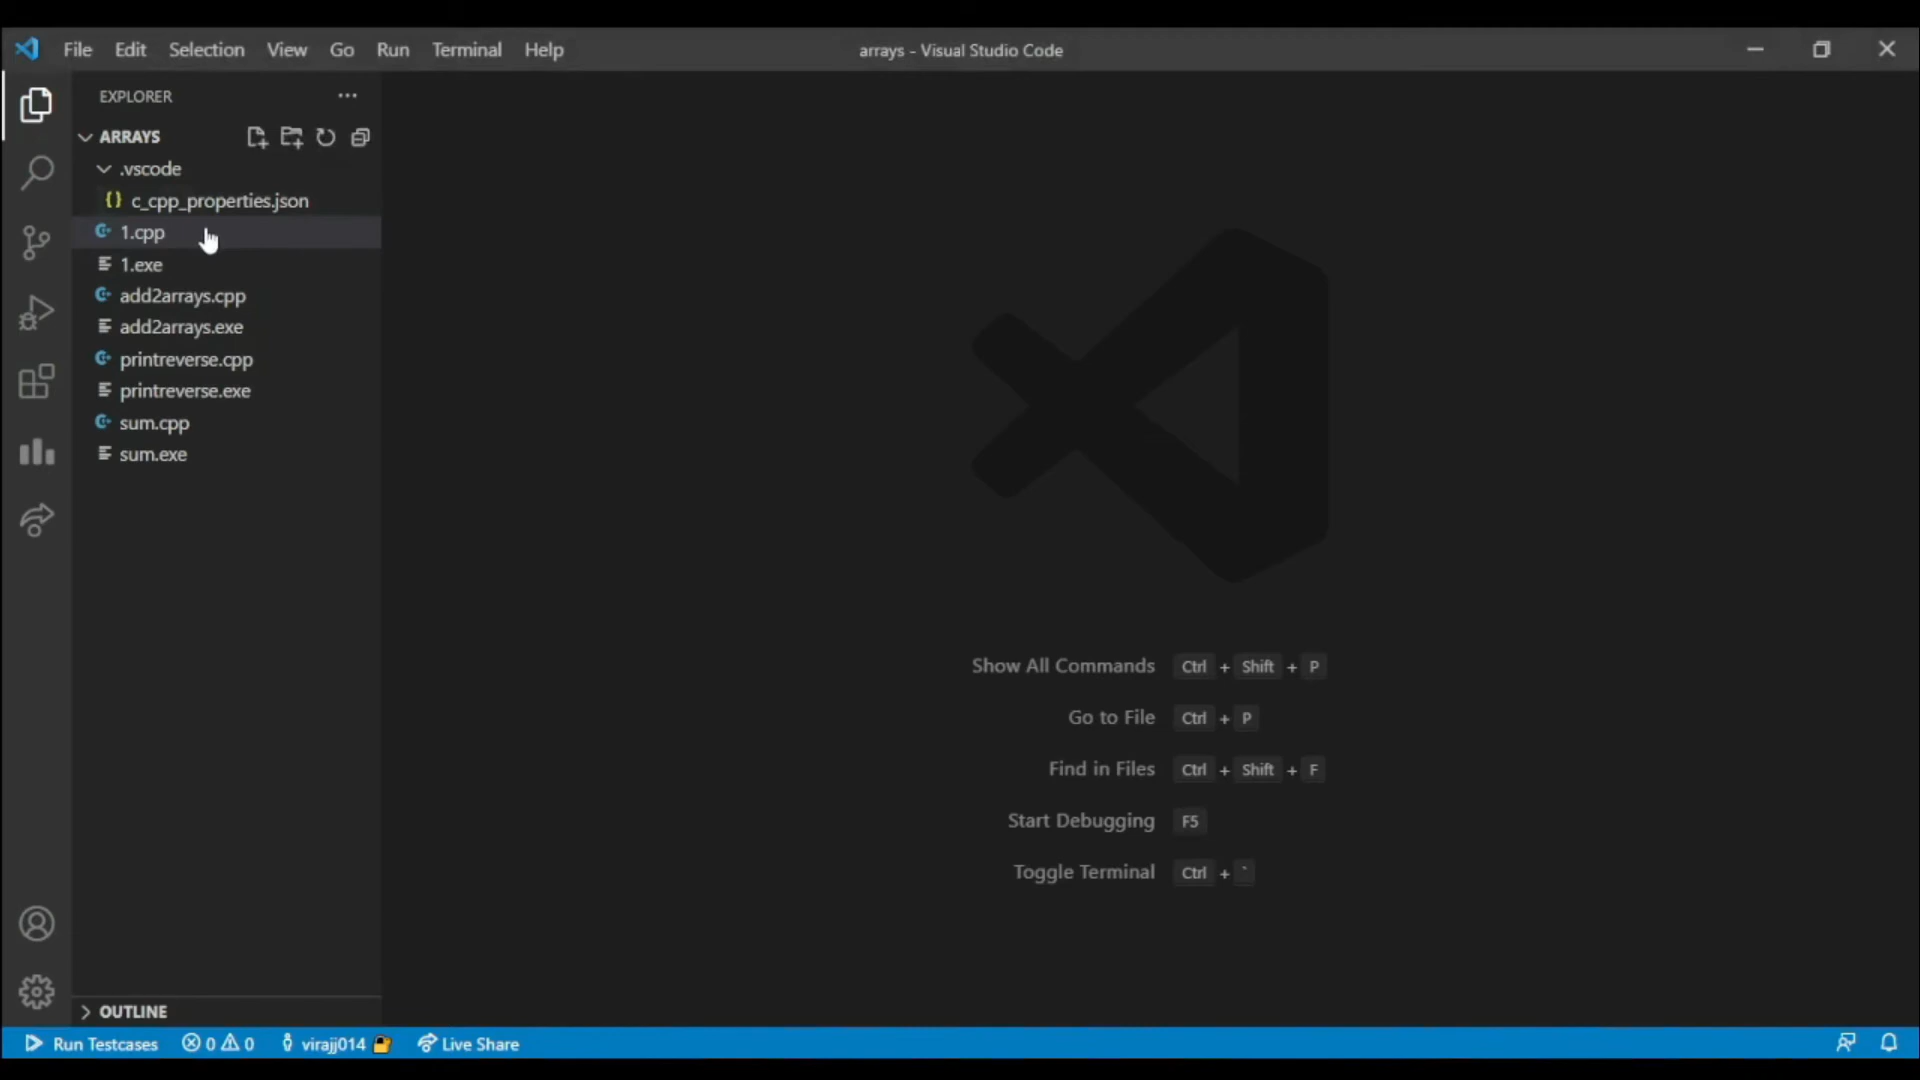 File Edit Selection View Go Run Terminal Help arrays - Visual Studio Code
EXPLORER
ARRAYS
.vscode
{} c_cpp_properties.json
1.cpp
1.exe
add2arrays.cpp
add2arrays.exe
printreverse.cpp
printreverse.exe
sum.cpp
sum.exe
Show All Commands Ctrl + Shift + P
Go to File Ctrl + P
Find in Files Ctrl + Shift + F
Start Debugging F5
Toggle Terminal Ctrl + `
OUTLINE
Run Testcases 0 0 virajj014 Live Share